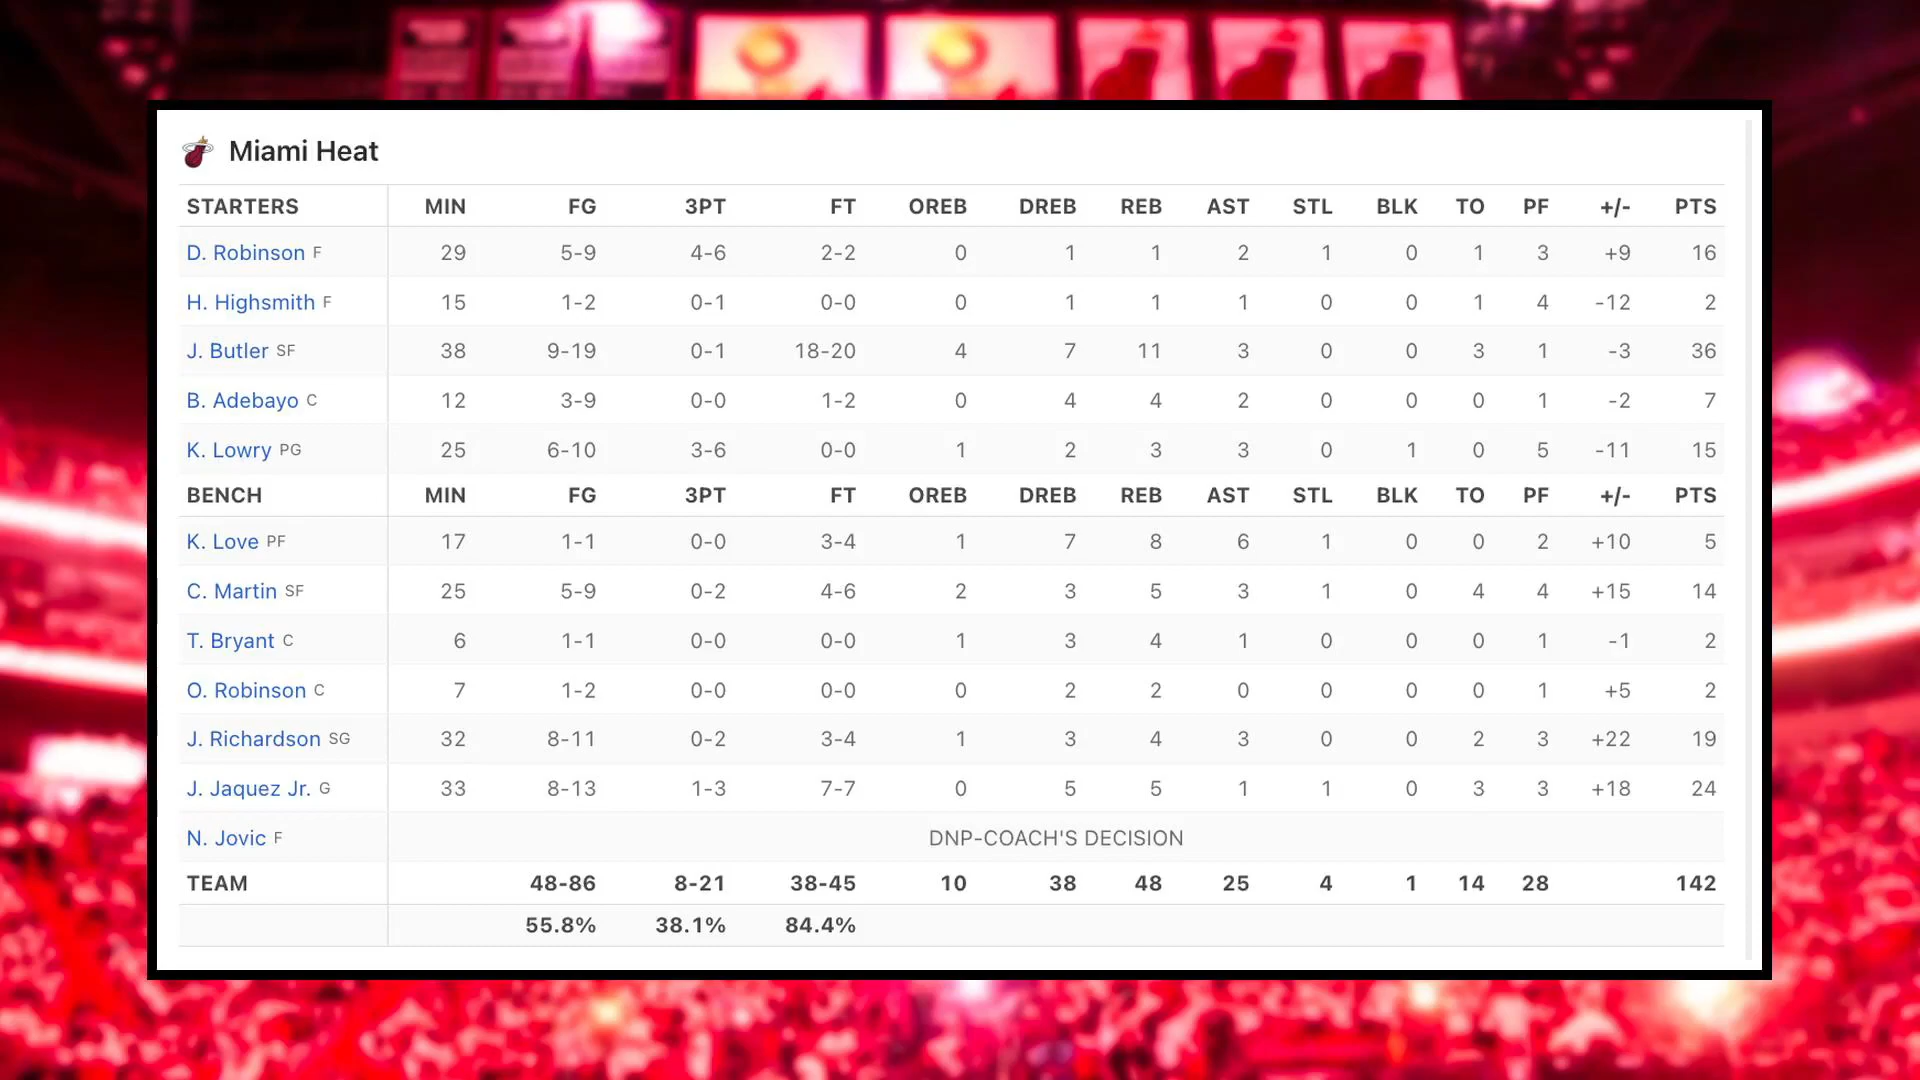 Miami Heat
STARTERS MIN FG 3PT FT OREB DREB REB AST STL BLK TO PF +/- PTS
D. Robinson F 29 5-9 4-6 2-2 0 1 1 2 1 0 1 3 +9 16
H. Highsmith F 15 1-2 0-1 0-0 0 1 1 1 0 0 1 4 -12 2
J. Butler SF 38 9-19 0-1 18-20 4 7 11 3 0 0 3 1 -3 36
B. Adebayo C 12 3-9 0-0 1-2 0 4 4 2 0 0 0 1 -2 7
K. Lowry PG 25 6-10 3-6 0-0 1 2 3 3 0 1 0 5 -11 15
BENCH MIN FG 3PT FT OREB DREB REB AST STL BLK TO PF +/- PTS
K. Love PF 17 1-1 0-0 3-4 1 7 8 6 1 0 0 2 +10 5
C. Martin SF 25 5-9 0-2 4-6 2 3 5 3 1 0 4 4 +15 14
T. Bryant C 6 1-1 0-0 0-0 1 3 4 1 0 0 0 1 -1 2
O. Robinson C 7 1-2 0-0 0-0 0 2 2 0 0 0 0 1 +5 2
J. Richardson SG 32 8-11 0-2 3-4 1 3 4 3 0 0 2 3 +22 19
J. Jaquez Jr. G 33 8-13 1-3 7-7 0 5 5 1 1 0 3 3 +18 24
N. Jovic F DNP-COACH'S DECISION
TEAM 48-86 8-21 38-45 10 38 48 25 4 1 14 28 142
55.8% 38.1% 84.4%